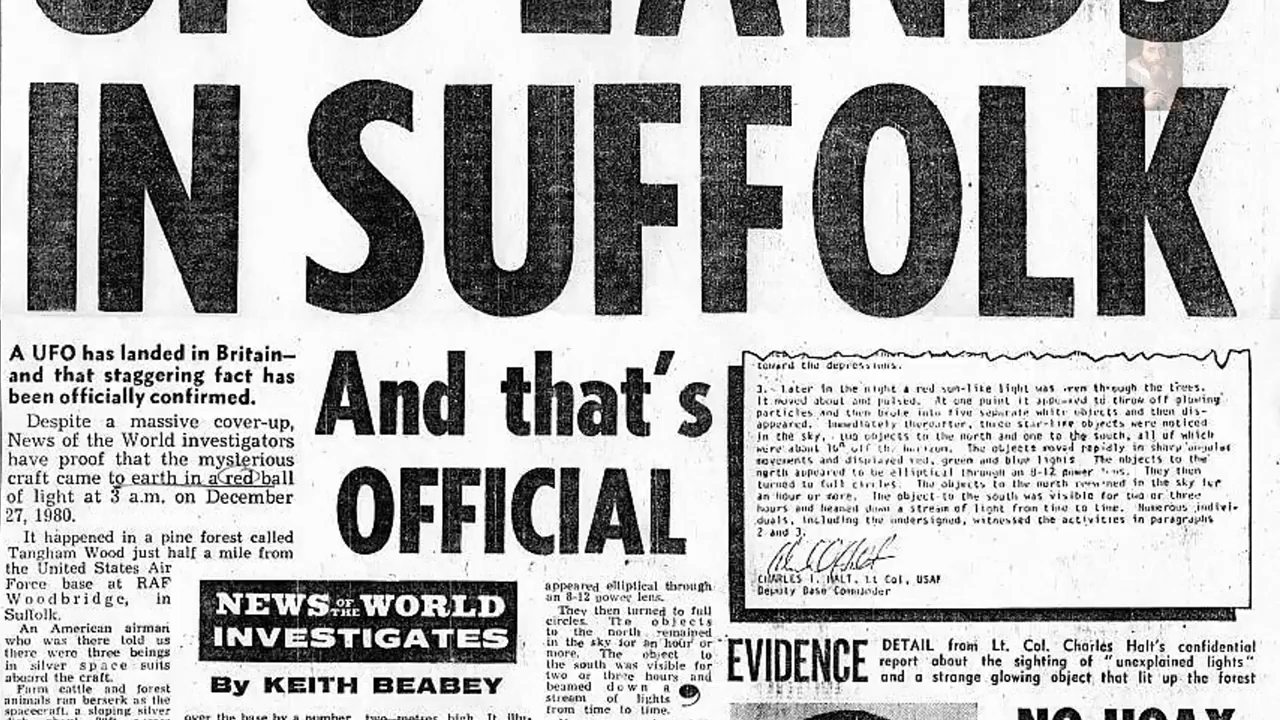 UFO LANDS
IN SUFFOLK
And that's
OFFICIAL
A UFO has landed in Britain—
and that staggering fact has
been officially confirmed.
Despite a massive cover-up,
News of the World investigators
have proof that the mysterious
craft came to earth in a red ball
of light at 3 a.m. on December
27, 1980.
It happened in a pine forest called
Tangham Wood just half a mile from
the United States Air
Force base at RAF
Woodbridge, in
Suffolk.
An American airman
who was there told us
there were three beings
in silver space suits
aboard the craft.
Farm cattle and forest
animals ran berserk as the
spacecraft, a sloping silver
NEWS OF THE WORLD
INVESTIGATES
By KEITH BEABEY
over the base by a number
two metres high. It illu-
appeared elliptical through
an 8-12 power lens.
They then turned to full
circles. The objects
to the north remained
in the sky for an hour or
more. The object to
the south was visible for
two or three hours and
beamed down a
stream of lights
from time to time.
toward the depressions.
3. Later in the night a red sun-like light was seen through the trees.
It moved about and pulsed. At one point it appeared to throw off glowing
particles and then broke into five separate white objects and then dis-
appeared. Immediately thereafter, three star-like objects were noticed
in the sky, two objects to the north and one to the south, all of which
were about 10° off the horizon. The objects moved rapidly in sharp angular
movements and displayed red, green and blue lights. The objects to the
north appeared to be elliptical through an 8-12 power lens. They then
turned to full circles. The objects to the north remained in the sky for
an hour or more. The object to the south was visible for two or three
hours and beamed down a stream of light from time to time. Numerous indivi-
duals, including the undersigned, witnessed the activities in paragraphs
2 and 3.
CHARLES I. HALT, Lt Col, USAF
Deputy Base Commander
EVIDENCE
DETAIL from Lt. Col. Charles Halt's confidential
report about the sighting of "unexplained lights"
and a strange glowing object that lit up the forest
NO HOAX